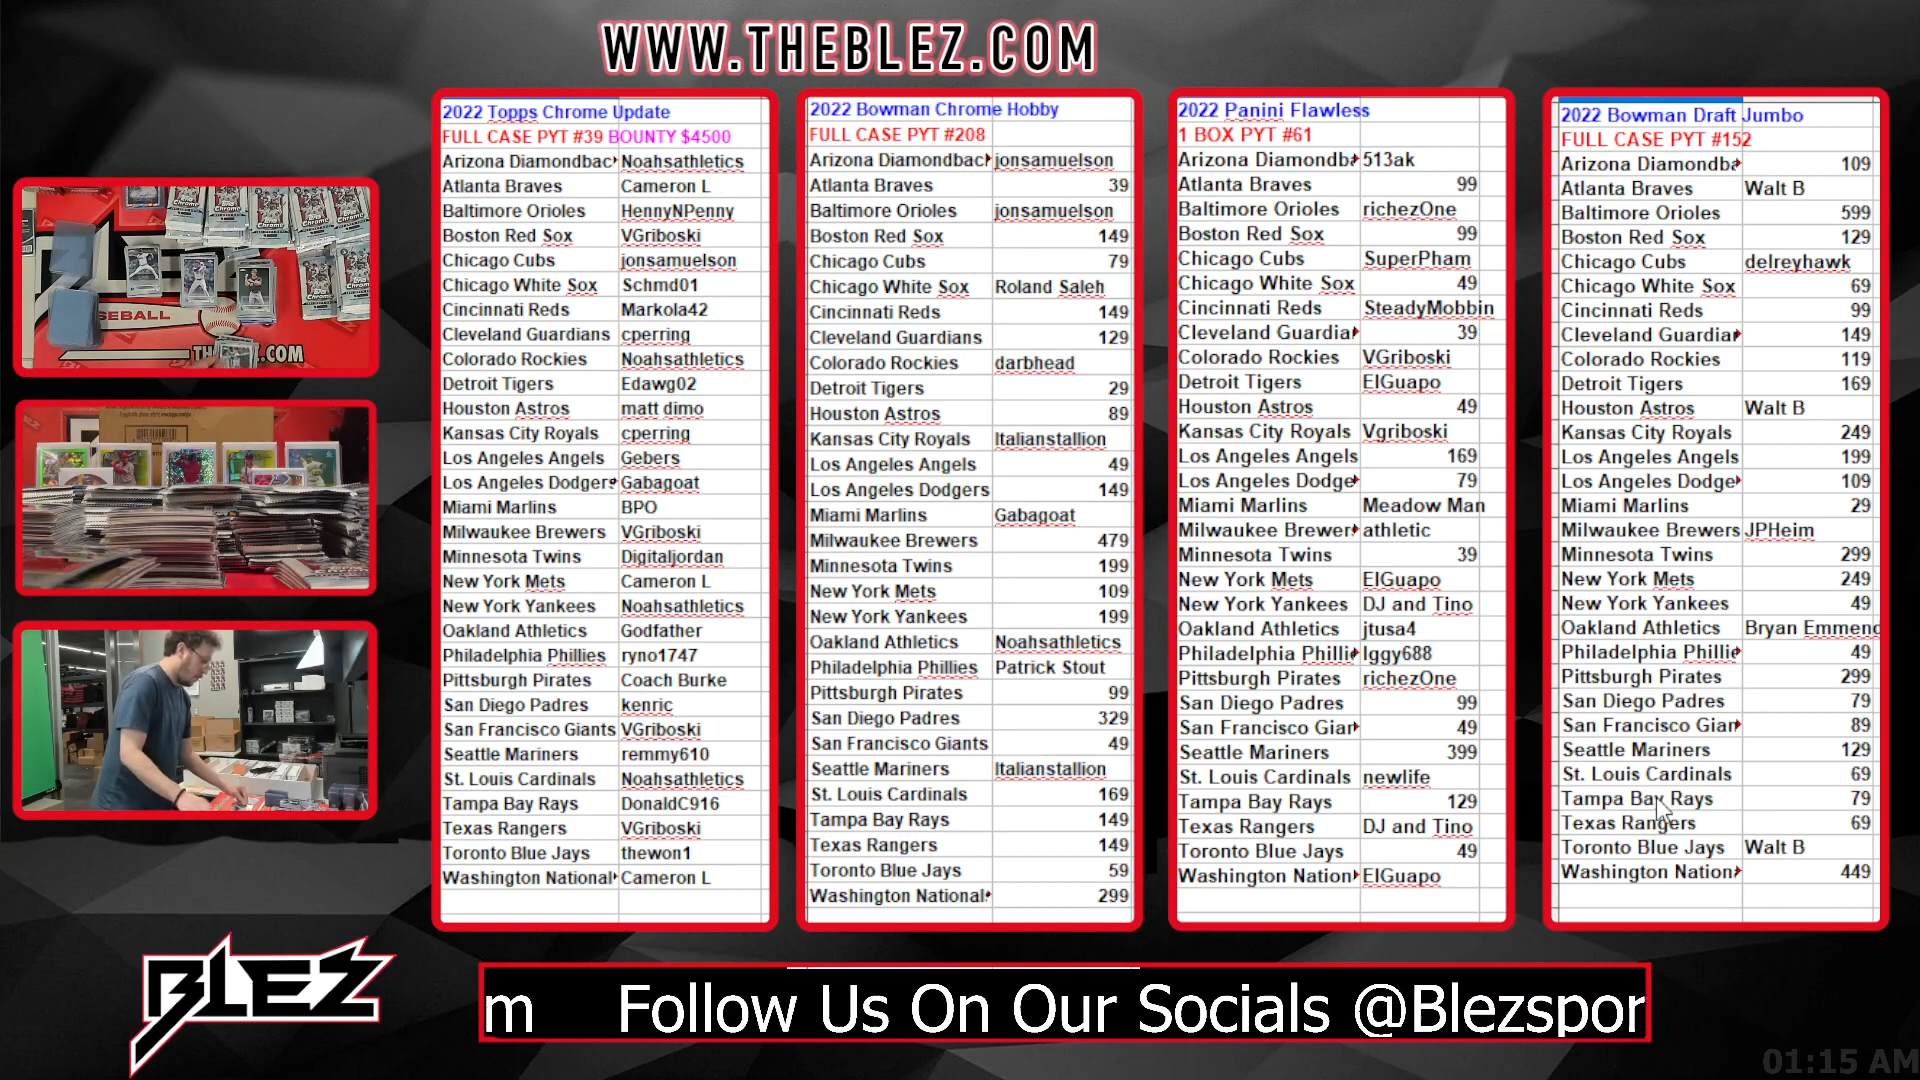 WWW.THEBLEZ.COM
2022 Topps Chrome Update
FULL CASE PYT #39 BOUNTY $4500
Arizona Diamondbac Noahsathletics
Atlanta Braves Cameron L
Baltimore Orioles HennyNPenny
Boston Red Sox VGriboski
Chicago Cubs jonsamuelson
Chicago White Sox Schmd01
Cincinnati Reds Markola42
Cleveland Guardians cperring
Colorado Rockies Noahsathletics
Detroit Tigers Edawg02
Houston Astros matt dimo
Kansas City Royals cperring
Los Angeles Angels Gebers
Los Angeles Dodgers Gabagoat
Miami Marlins BPO
Milwaukee Brewers VGriboski
Minnesota Twins Digitaljordan
New York Mets Cameron L
New York Yankees Noahsathletics
Oakland Athletics Godfather
Philadelphia Phillies ryno1747
Pittsburgh Pirates Coach Burke
San Diego Padres kenric
San Francisco Giants VGriboski
Seattle Mariners remmy610
St. Louis Cardinals Noahsathletics
Tampa Bay Rays DonaldC916
Texas Rangers VGriboski
Toronto Blue Jays thewon1
Washington National Cameron L
2022 Bowman Chrome Hobby
FULL CASE PYT #208
Arizona Diamondbac jonsamuelson
Atlanta Braves 39
Baltimore Orioles jonsamuelson
Boston Red Sox 149
Chicago Cubs 79
Chicago White Sox Roland Saleh
Cincinnati Reds 149
Cleveland Guardians 129
Colorado Rockies darbhead
Detroit Tigers 29
Houston Astros 89
Kansas City Royals Italianstallion
Los Angeles Angels 49
Los Angeles Dodgers 149
Miami Marlins Gabagoat
Milwaukee Brewers 479
Minnesota Twins 199
New York Mets 109
New York Yankees 199
Oakland Athletics Noahsathletics
Philadelphia Phillies Patrick Stout
Pittsburgh Pirates 99
San Diego Padres 329
San Francisco Giants 49
Seattle Mariners Italianstallion
St. Louis Cardinals 169
Tampa Bay Rays 149
Texas Rangers 149
Toronto Blue Jays 59
Washington National 299
2022 Panini Flawless
1 BOX PYT #61
Arizona Diamondba 513ak
Atlanta Braves 99
Baltimore Orioles richezOne
Boston Red Sox 99
Chicago Cubs SuperPham
Chicago White Sox 49
Cincinnati Reds SteadyMobbin
Cleveland Guardia 39
Colorado Rockies VGriboski
Detroit Tigers ElGuapo
Houston Astros 49
Kansas City Royals Vgriboski
Los Angeles Angels 169
Los Angeles Dodge 79
Miami Marlins Meadow Man
Milwaukee Brewer athletic
Minnesota Twins 39
New York Mets ElGuapo
New York Yankees DJ and Tino
Oakland Athletics jtusa4
Philadelphia Phillie Iggy688
Pittsburgh Pirates richezOne
San Diego Padres 99
San Francisco Gian 49
Seattle Mariners 399
St. Louis Cardinals newlife
Tampa Bay Rays 129
Texas Rangers DJ and Tino
Toronto Blue Jays 49
Washington Nation ElGuapo
2022 Bowman Draft Jumbo
FULL CASE PYT #152
Arizona Diamondba 109
Atlanta Braves Walt B
Baltimore Orioles 599
Boston Red Sox 129
Chicago Cubs delreyhawk
Chicago White Sox 69
Cincinnati Reds 99
Cleveland Guardian 149
Colorado Rockies 119
Detroit Tigers 169
Houston Astros Walt B
Kansas City Royals 249
Los Angeles Angels 199
Los Angeles Dodge 109
Miami Marlins 29
Milwaukee Brewers JPHeim
Minnesota Twins 299
New York Mets 249
New York Yankees 49
Oakland Athletics Bryan Emmend
Philadelphia Phillie 49
Pittsburgh Pirates 299
San Diego Padres 79
San Francisco Gian 89
Seattle Mariners 129
St. Louis Cardinals 69
Tampa Bay Rays 79
Texas Rangers 69
Toronto Blue Jays Walt B
Washington Nation 449
SEBALL
TH .COM
BLEZ
m Follow Us On Our Socials @Blezspor
01:15 AM